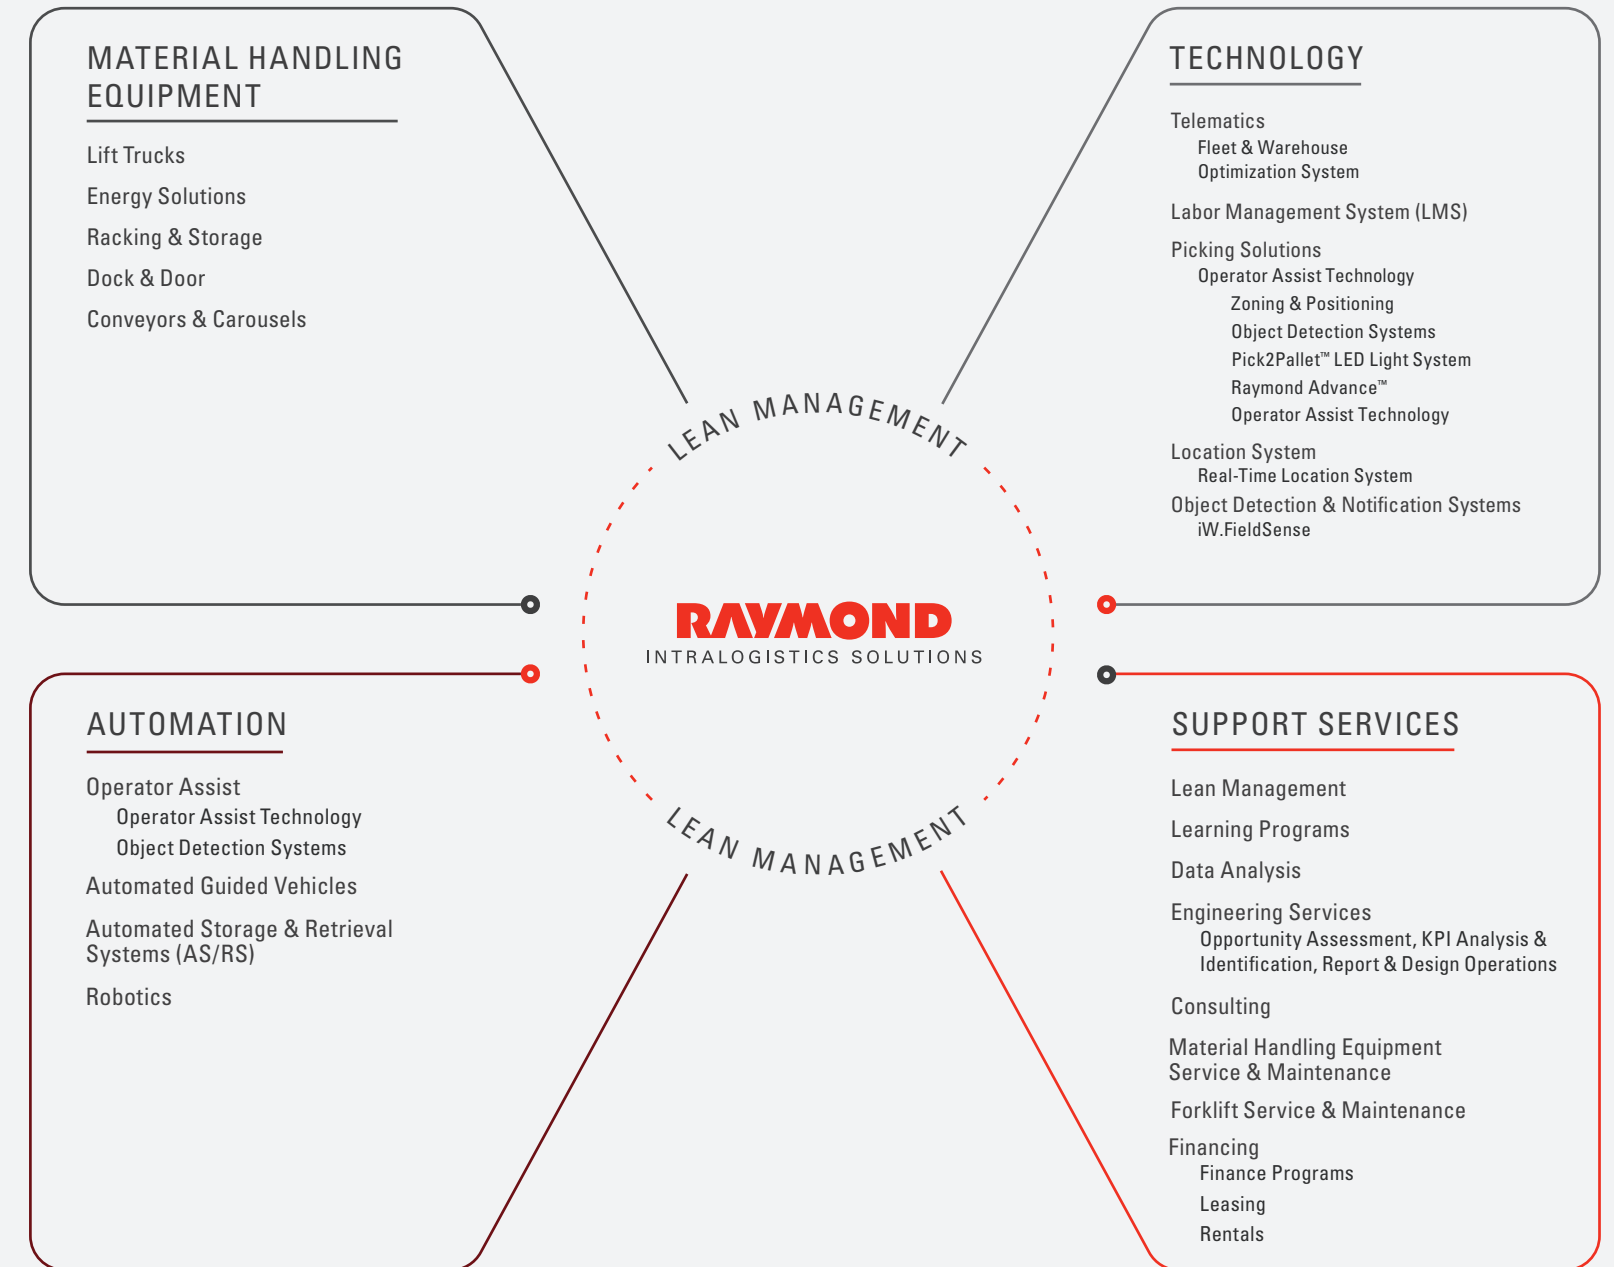 MATERIAL HANDLING
EQUIPMENT
Lift Trucks
Energy Solutions
Racking & Storage
Dock & Door
Conveyors & Carousels
TECHNOLOGY
Telematics
Fleet & Warehouse
Optimization System
Labor Management System (LMS)
Picking Solutions
Operator Assist Technology
Zoning & Positioning
Object Detection Systems
Pick2Pallet™ LED Light System
Raymond Advance™
Operator Assist Technology
Location System
Real-Time Location System
Object Detection & Notification Systems
iW.FieldSense
LEAN MANAGEMENT
RAYMOND
INTRALOGISTICS SOLUTIONS
LEAN MANAGEMENT
AUTOMATION
Operator Assist
Operator Assist Technology
Object Detection Systems
Automated Guided Vehicles
Automated Storage & Retrieval
Systems (AS/RS)
Robotics
SUPPORT SERVICES
Lean Management
Learning Programs
Data Analysis
Engineering Services
Opportunity Assessment, KPI Analysis &
Identification, Report & Design Operations
Consulting
Material Handling Equipment
Service & Maintenance
Forklift Service & Maintenance
Financing
Finance Programs
Leasing
Rentals